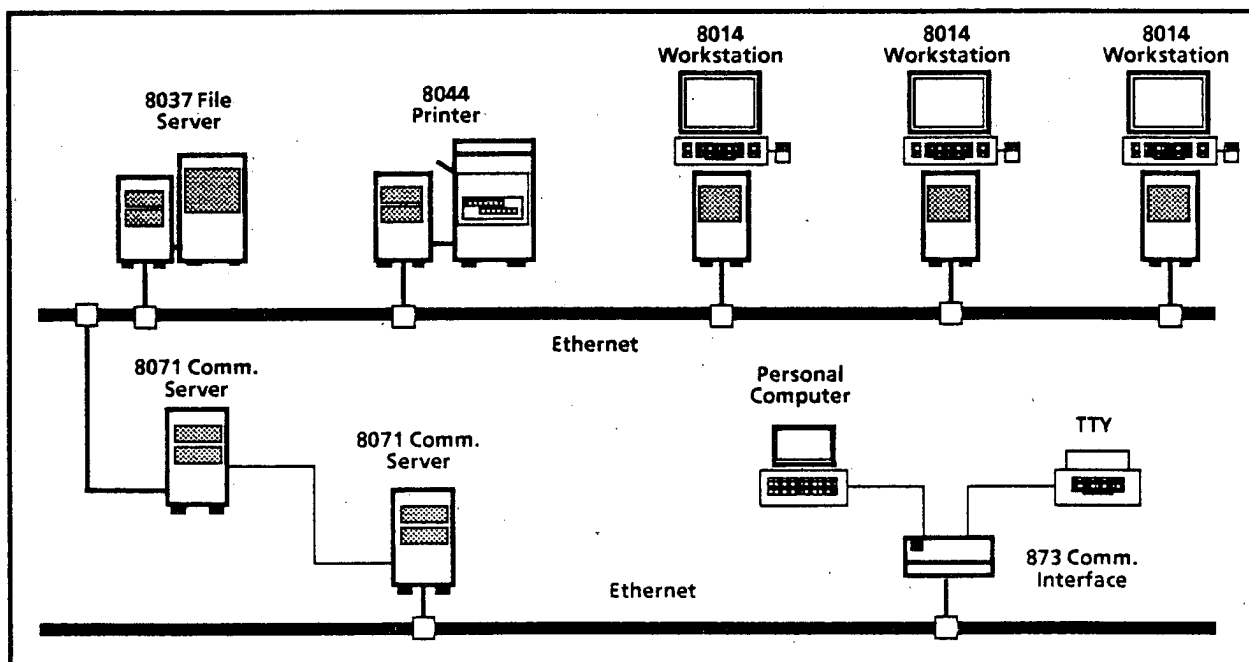 8014
Workstation
8014
Workstation
8014
Workstation
8037 File
Server
8044
Printer
Ethernet
8071 Comm.
Server
8071 Comm.
Server
Personal
Computer
TTY
873 Comm.
Interface
Ethernet